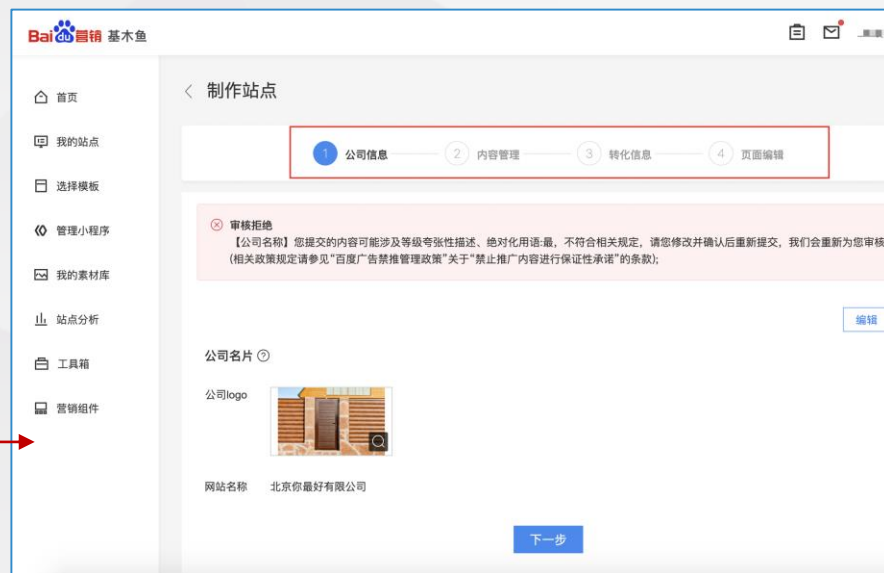 Bai du 营销 基木鱼
首页
我的站点
选择模板
管理小程序
我的素材库
站点分析
工具箱
营销组件
制作站点
1 公司信息 2 内容管理 3 转化信息 4 页面编辑
审核拒绝
【公司名称】您提交的内容可能涉及等级夸张性描述、绝对化用语:最，不符合相关规定，请您修改并确认后重新提交，我们会重新为您审核
(相关政策规定请参见"百度广告禁推管理政策"关于"禁止推广内容进行保证性承诺"的条款);
编辑
公司名片
公司logo
网站名称 北京你最好有限公司
下一步